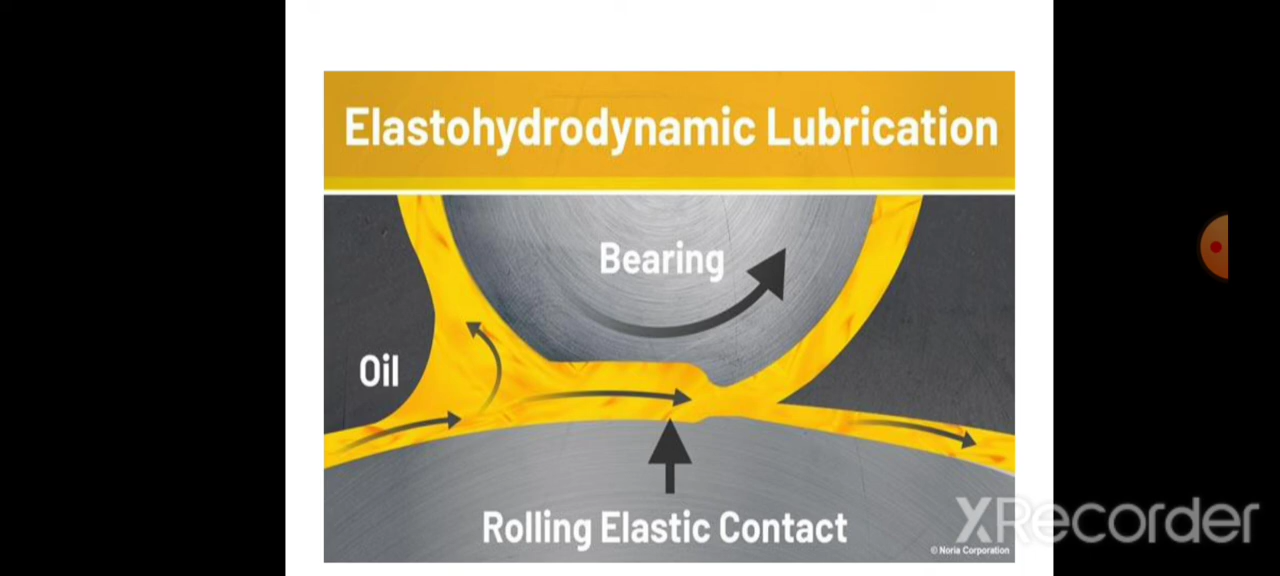 Elastohydrodynamic Lubrication
Bearing
Oil
Rolling Elastic Contact
XRecorder
© Noria Corporation